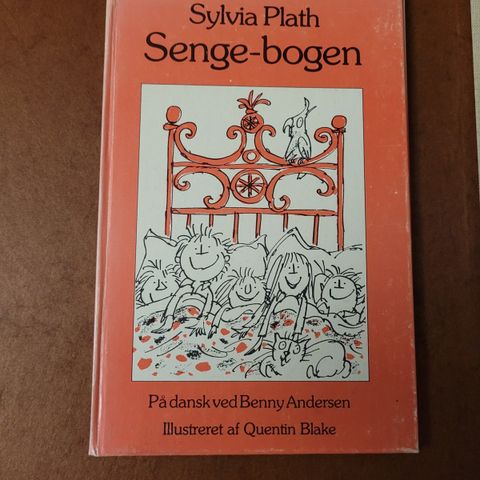 Sylvia Plath
Senge-bogen
På dansk ved Benny Andersen
Illustreret af Quentin Blake